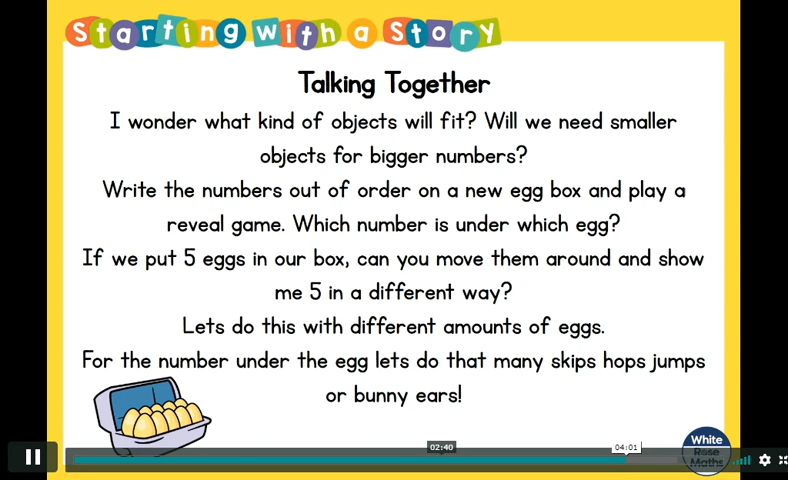 Starting with a Story
Talking Together
I wonder what kind of objects will fit? Will we need smaller
objects for bigger numbers?
Write the numbers out of order on a new egg box and play a
reveal game. Which number is under which egg?
If we put 5 eggs in our box, can you move them around and show
me 5 in a different way?
Lets do this with different amounts of eggs.
For the number under the egg lets do that many skips hops jumps
or bunny ears!
White
Rose
Maths
02:40
04:01